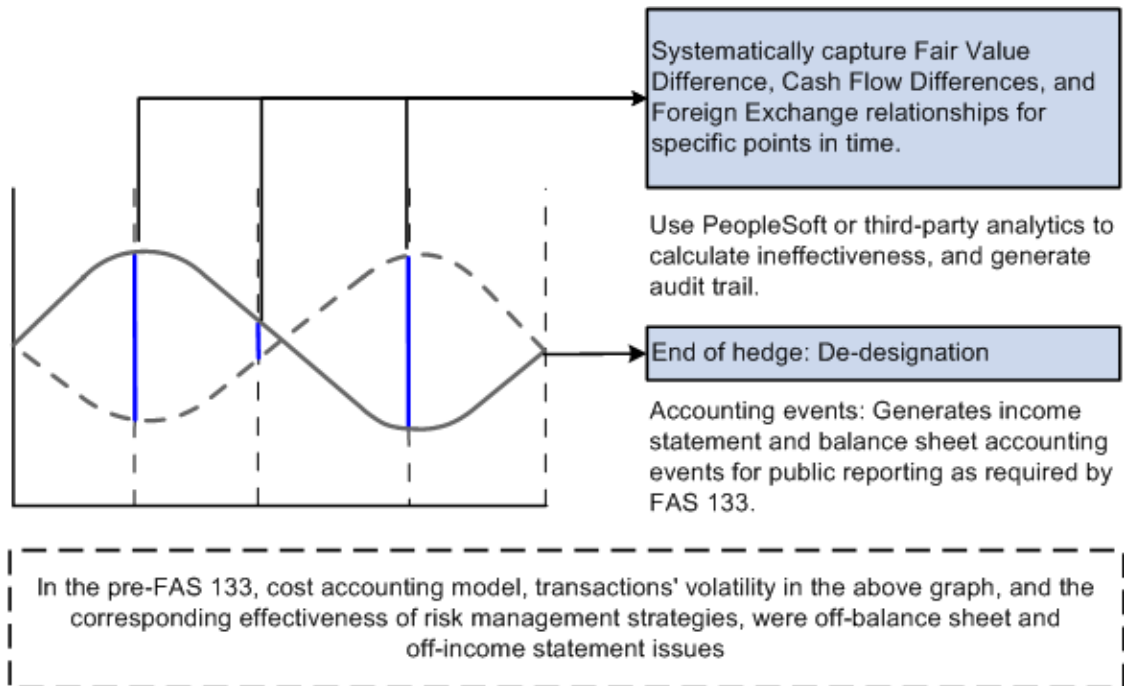 Systematically capture Fair Value
Difference, Cash Flow Differences, and
Foreign Exchange relationships for
specific points in time.
Use PeopleSoft or third-party analytics to
calculate ineffectiveness, and generate
audit trail.
End of hedge: De-designation
Accounting events: Generates income
statement and balance sheet accounting
events for public reporting as required by
FAS 133.
In the pre-FAS 133, cost accounting model, transactions' volatility in the above graph, and the
corresponding effectiveness of risk management strategies, were off-balance sheet and
off-income statement issues